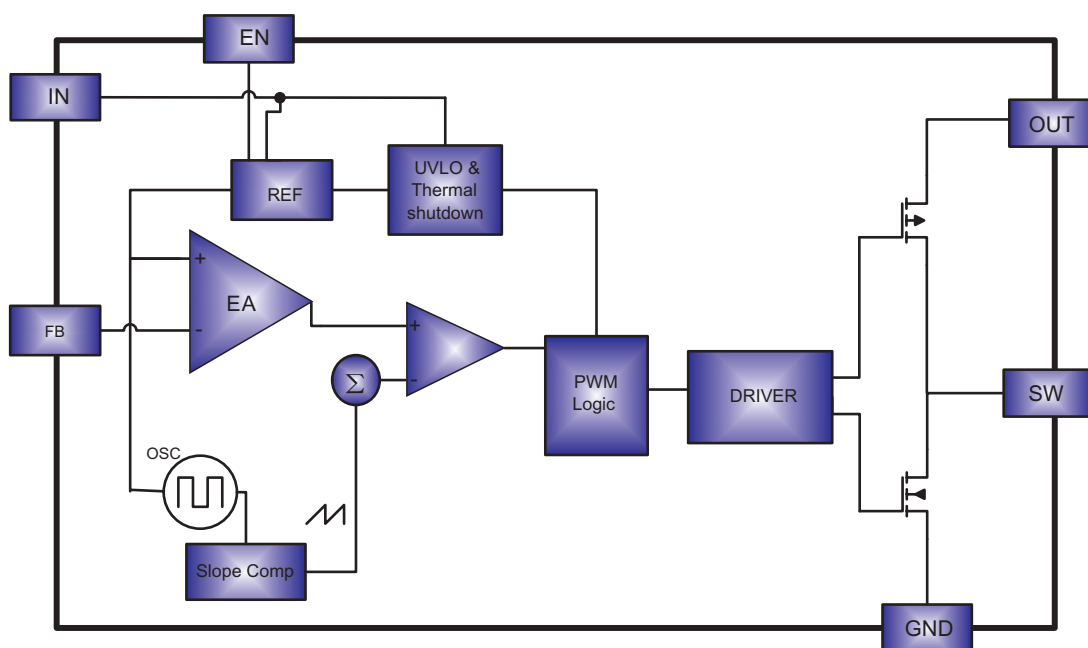 EN
IN
OUT
REF
UVLO &
Thermal
shutdown
+
EA
-
FB
+
-
Σ
PWM
Logic
DRIVER
SW
OSC
Slope Comp
GND